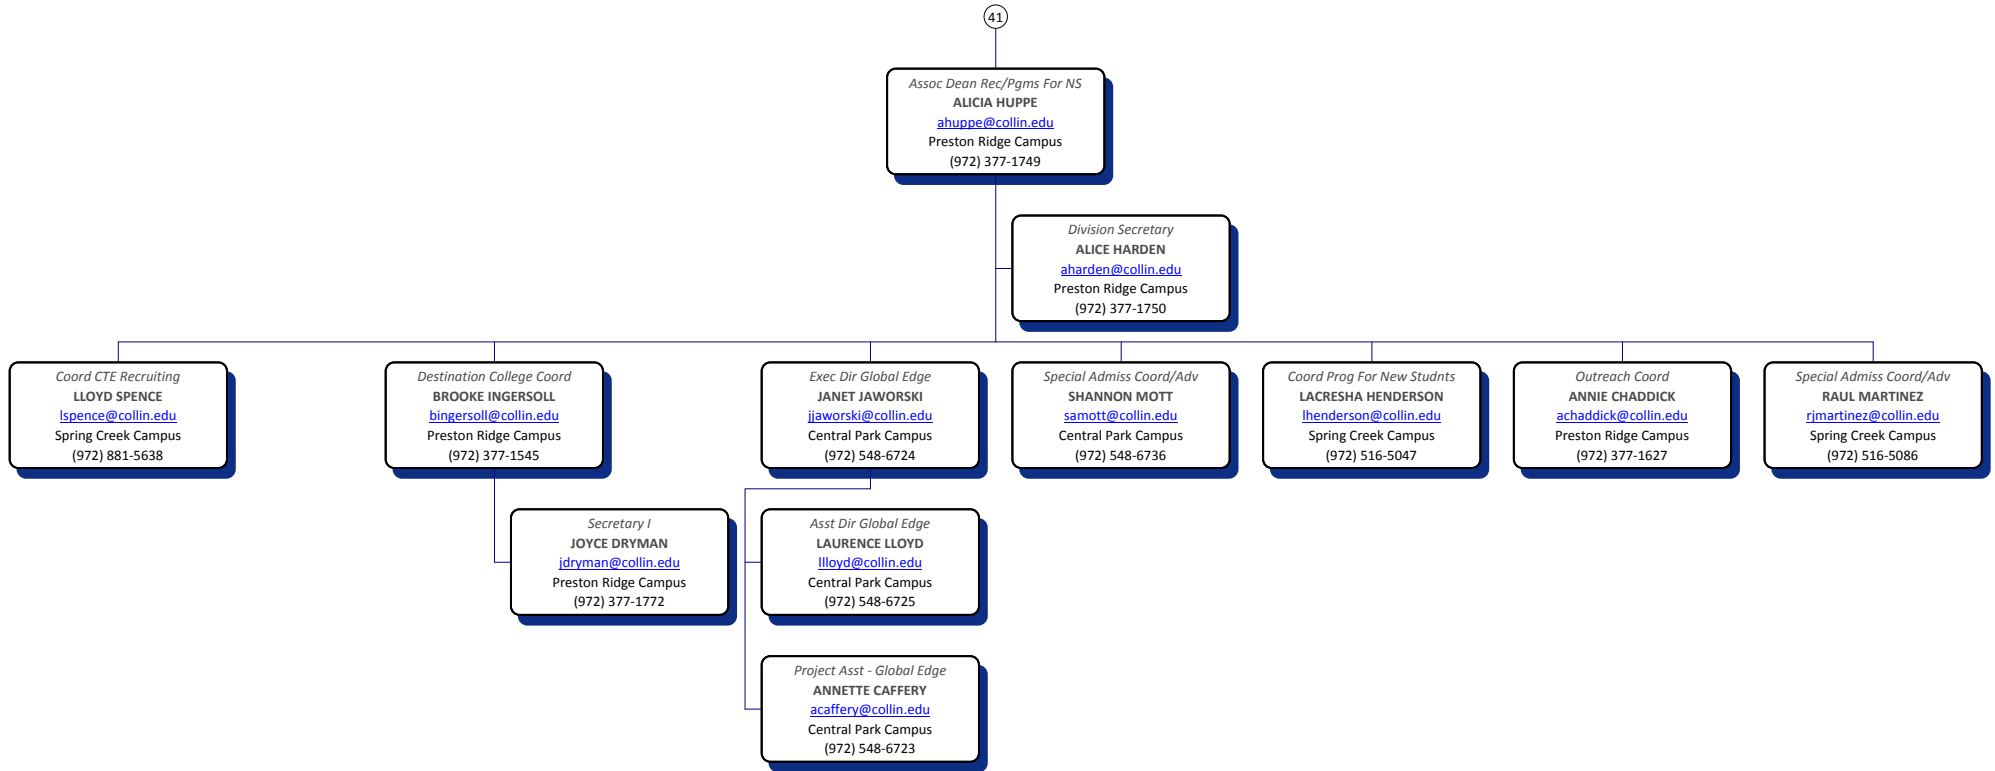 41
Assoc Dean Rec/Pgms For NS
ALICIA HUPPE
ahuppe@collin.edu
Preston Ridge Campus
(972) 377-1749
Division Secretary
ALICE HARDEN
aharden@collin.edu
Preston Ridge Campus
(972) 377-1750
Coord CTE Recruiting
LLOYD SPENCE
lspence@collin.edu
Spring Creek Campus
(972) 881-5638
Destination College Coord
BROOKE INGERSOLL
bingersoll@collin.edu
Preston Ridge Campus
(972) 377-1545
Exec Dir Global Edge
JANET JAWORSKI
jjaworski@collin.edu
Central Park Campus
(972) 548-6724
Special Admiss Coord/Adv
SHANNON MOTT
samott@collin.edu
Central Park Campus
(972) 548-6736
Coord Prog For New Studnts
LACRESHA HENDERSON
lhenderson@collin.edu
Spring Creek Campus
(972) 516-5047
Outreach Coord
ANNIE CHADDICK
achaddick@collin.edu
Preston Ridge Campus
(972) 377-1627
Special Admiss Coord/Adv
RAUL MARTINEZ
rjmartinez@collin.edu
Spring Creek Campus
(972) 516-5086
Secretary I
JOYCE DRYMAN
jdryman@collin.edu
Preston Ridge Campus
(972) 377-1772
Asst Dir Global Edge
LAURENCE LLOYD
llloyd@collin.edu
Central Park Campus
(972) 548-6725
Project Asst - Global Edge
ANNETTE CAFFERY
acaffery@collin.edu
Central Park Campus
(972) 548-6723